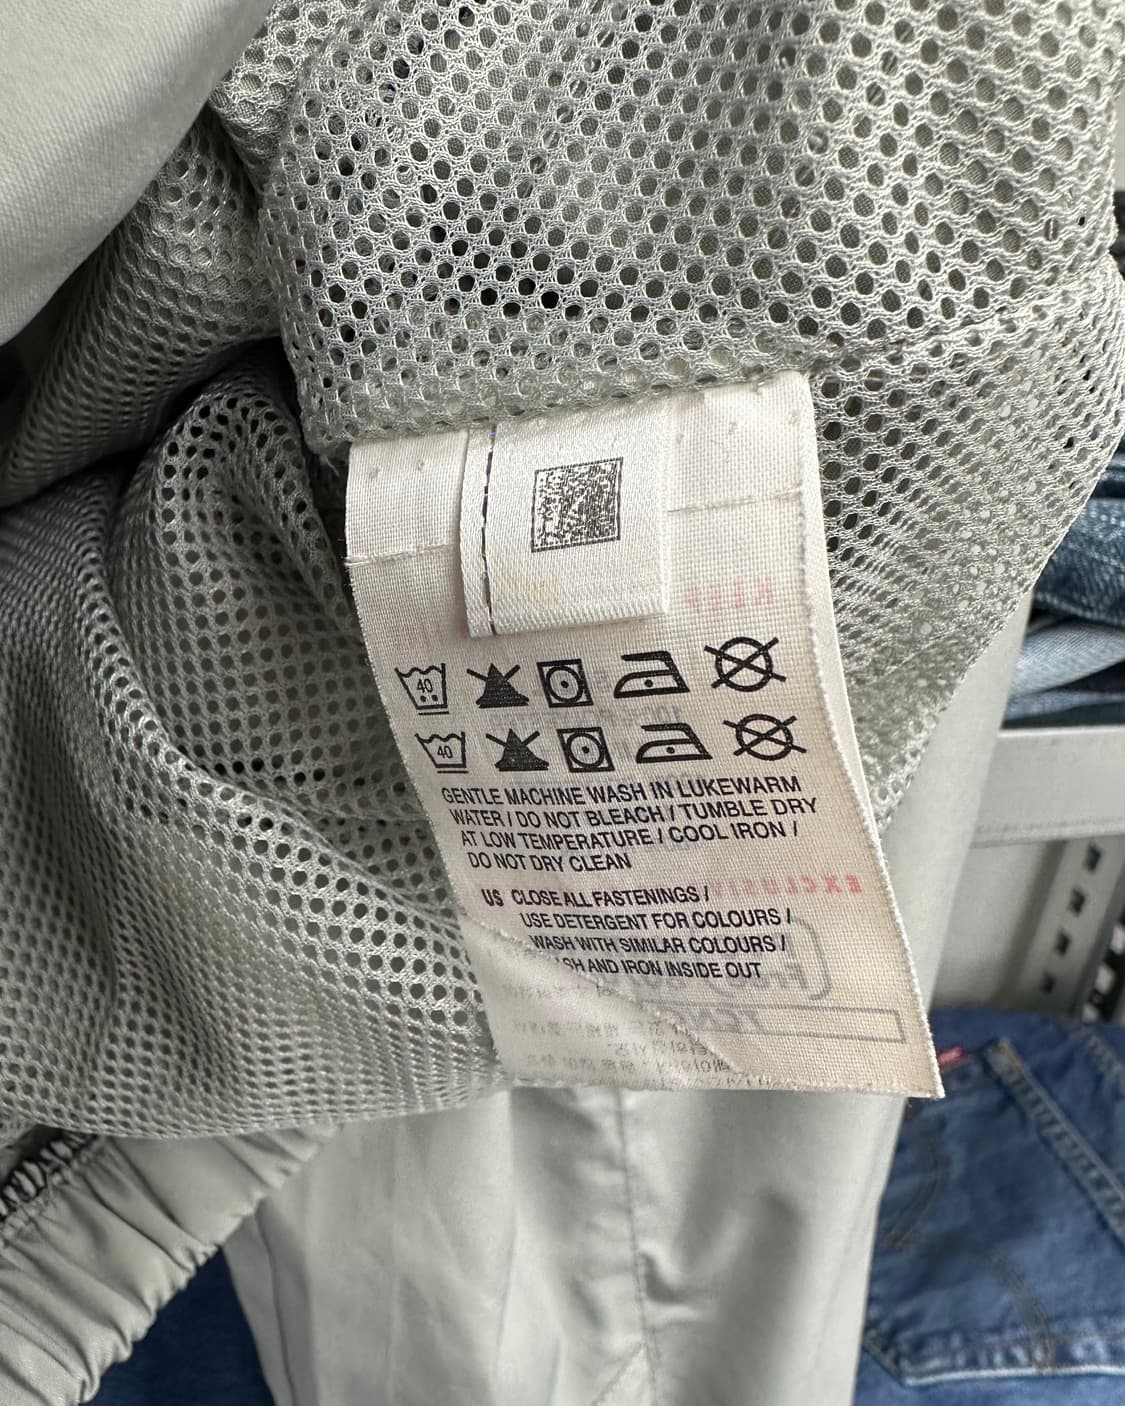 40
40
GENTLE MACHINE WASH IN LUKEWARM
WATER / DO NOT BLEACH / TUMBLE DRY
AT LOW TEMPERATURE / COOL IRON /
DO NOT DRY CLEAN
US CLOSE ALL FASTENINGS /
USE DETERGENT FOR COLOURS /
WASH WITH SIMILAR COLOURS /
AND IRON INSIDE OUT
KEEP